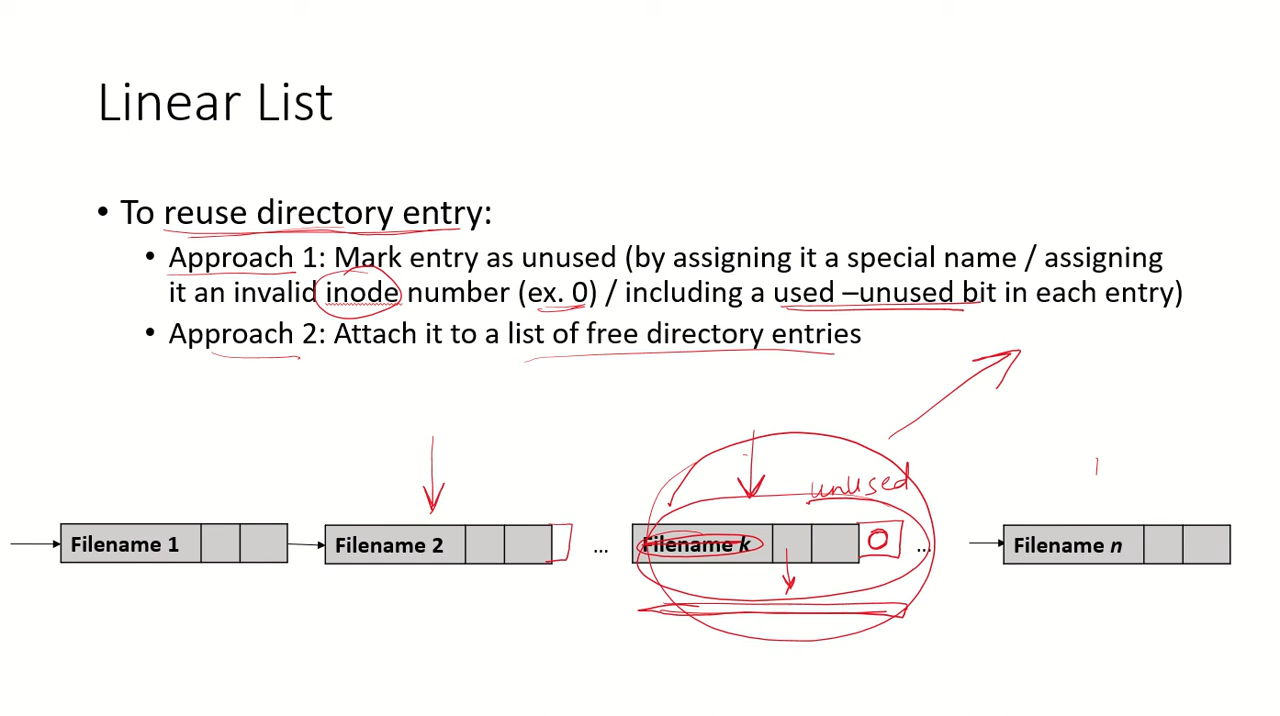 Linear List
• To reuse directory entry:
• Approach 1: Mark entry as unused (by assigning it a special name / assigning
it an invalid inode number (ex. 0) / including a used –unused bit in each entry)
• Approach 2: Attach it to a list of free directory entries
unused
Filename 1 Filename 2 ... Filename k 0 ... Filename n